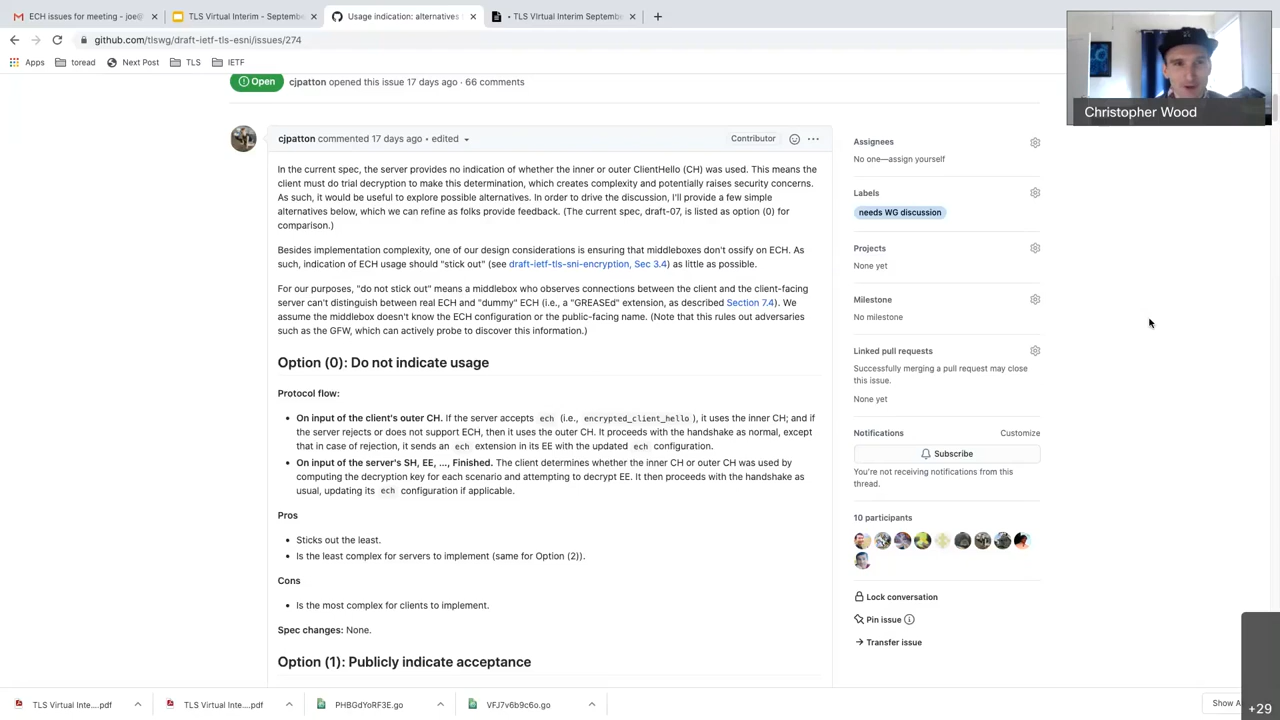 ECH issues for meeting - joe@
TLS Virtual Interim - Septembe
Usage indication: alternatives
• TLS VIrtual Interim Septembe
github.com/tlswg/draft-ietf-tls-esni/issues/274
Apps
toread
Next Post
TLS
IETF
Open
cjpatton opened this issue 17 days ago · 66 comments
Christopher Wood
cjpatton commented 17 days ago • edited
Contributor
In the current spec, the server provides no indication of whether the inner or outer ClientHello (CH) was used. This means the
client must do trial decryption to make this determination, which creates complexity and potentially raises security concerns.
As such, it would be useful to explore possible alternatives. In order to drive the discussion, I'll provide a few simple
alternatives below, which we can refine as folks provide feedback. (The current spec, draft-07, is listed as option (0) for
comparison.)
Besides implementation complexity, one of our design considerations is ensuring that middleboxes don't ossify on ECH. As
such, indication of ECH usage should "stick out" (see draft-ietf-tls-sni-encryption, Sec 3.4) as little as possible.
For our purposes, "do not stick out" means a middlebox who observes connections between the client and the client-facing
server can't distinguish between real ECH and "dummy" ECH (i.e., a "GREASEd" extension, as described Section 7.4). We
assume the middlebox doesn't know the ECH configuration or the public-facing name. (Note that this rules out adversaries
such as the GFW, which can actively probe to discover this information.)
Option (0): Do not indicate usage
Protocol flow:
• On input of the client's outer CH. If the server accepts ech (i.e., encrypted_client_hello ), it uses the inner CH; and if
the server rejects or does not support ECH, then it uses the outer CH. It proceeds with the handshake as normal, except
that in case of rejection, it sends an ech extension in its EE with the updated ech configuration.
• On input of the server's SH, EE, ..., Finished. The client determines whether the inner CH or outer CH was used by
computing the decryption key for each scenario and attempting to decrypt EE. It then proceeds with the handshake as
usual, updating its ech configuration if applicable.
Pros
• Sticks out the least.
• Is the least complex for servers to implement (same for Option (2)).
Cons
• Is the most complex for clients to implement.
Spec changes: None.
Option (1): Publicly indicate acceptance
Assignees
No one—assign yourself
Labels
needs WG discussion
Projects
None yet
Milestone
No milestone
Linked pull requests
Successfully merging a pull request may close
this issue.
None yet
Notifications
Customize
Subscribe
You're not receiving notifications from this
thread.
10 participants
Lock conversation
Pin issue
Transfer issue
TLS Virtual Inte....pdf
TLS Virtual Inte....pdf
PHBGdYoRF3E.go
VFJ7v6b9c6o.go
Show A
+29